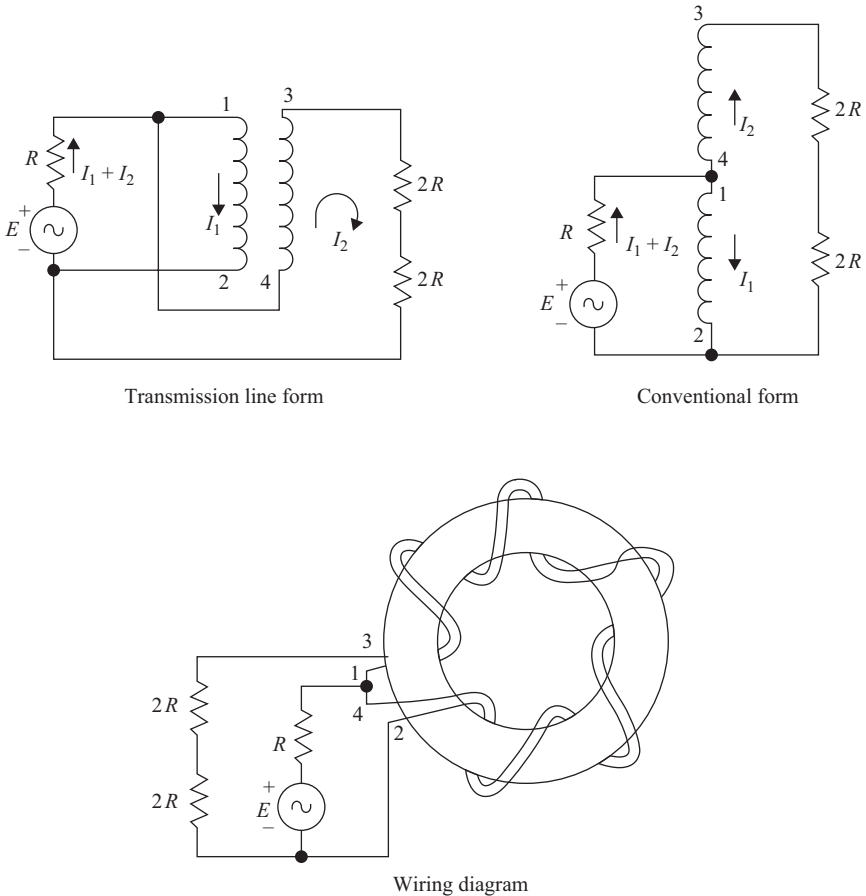 1
3
R
I1 + I2
I1
I2
2R
E
+
−
2
4
2R
Transmission line form
3
I2
2R
4
1
R
I1 + I2
I1
2R
E
+
−
2
Conventional form
3
1
4
2
2R
R
2R
E
+
−
Wiring diagram